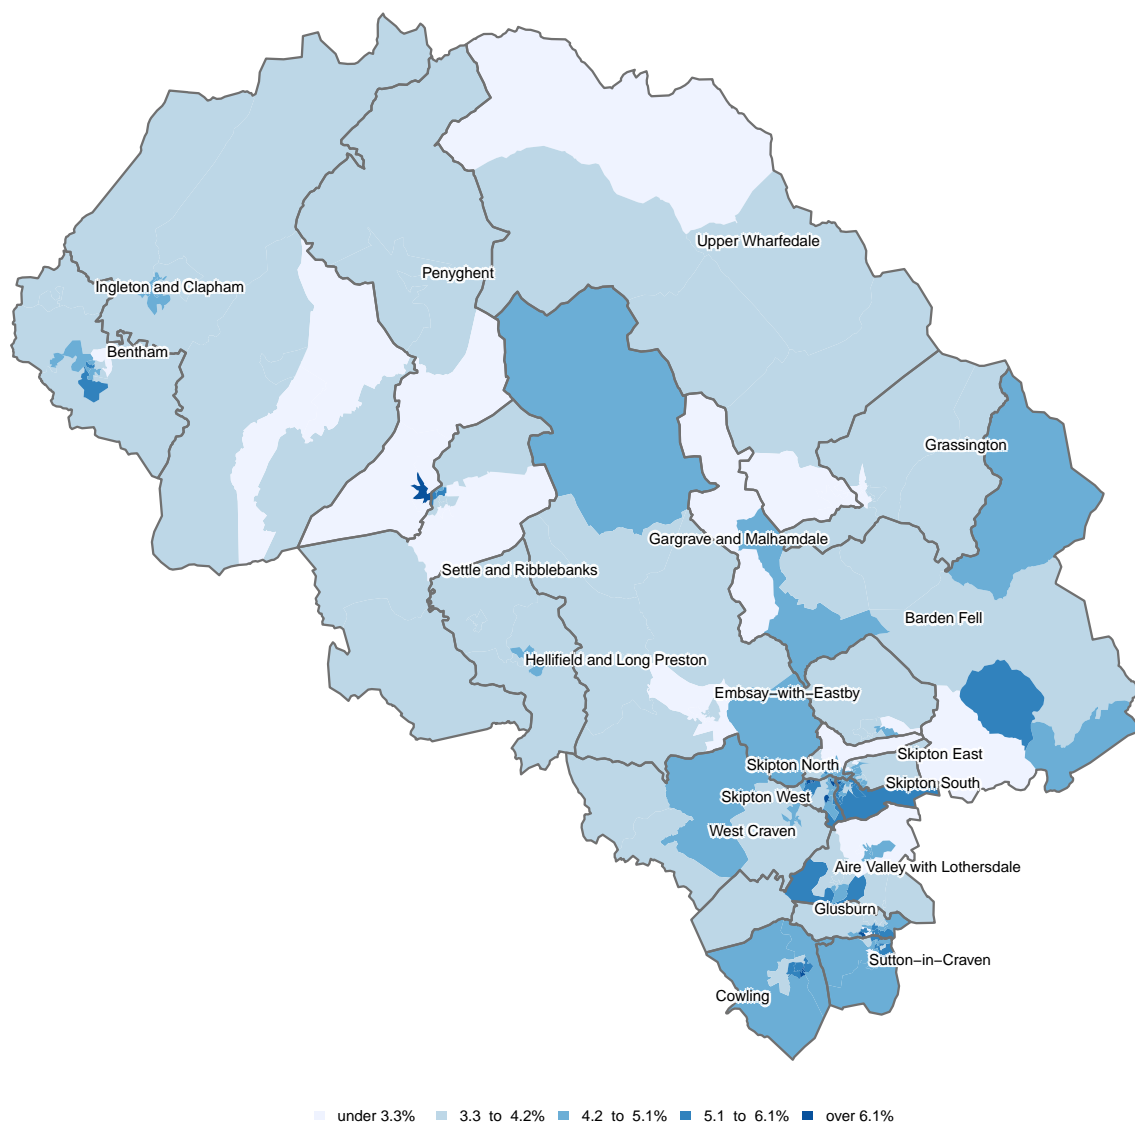 Upper Wharfedale
Penyghent
Ingleton and Clapham
Bentham
Grassington
Gargrave and Malhamdale
Settle and Ribblebanks
Barden Fell
Hellifield and Long Preston
Embsay−with−Eastby
Skipton East
Skipton North
Skipton South
Skipton West
West Craven
Aire Valley with Lothersdale
Glusburn
Sutton−in−Craven
Cowling
under 3.3% 3.3 to 4.2% 4.2 to 5.1% 5.1 to 6.1% over 6.1%